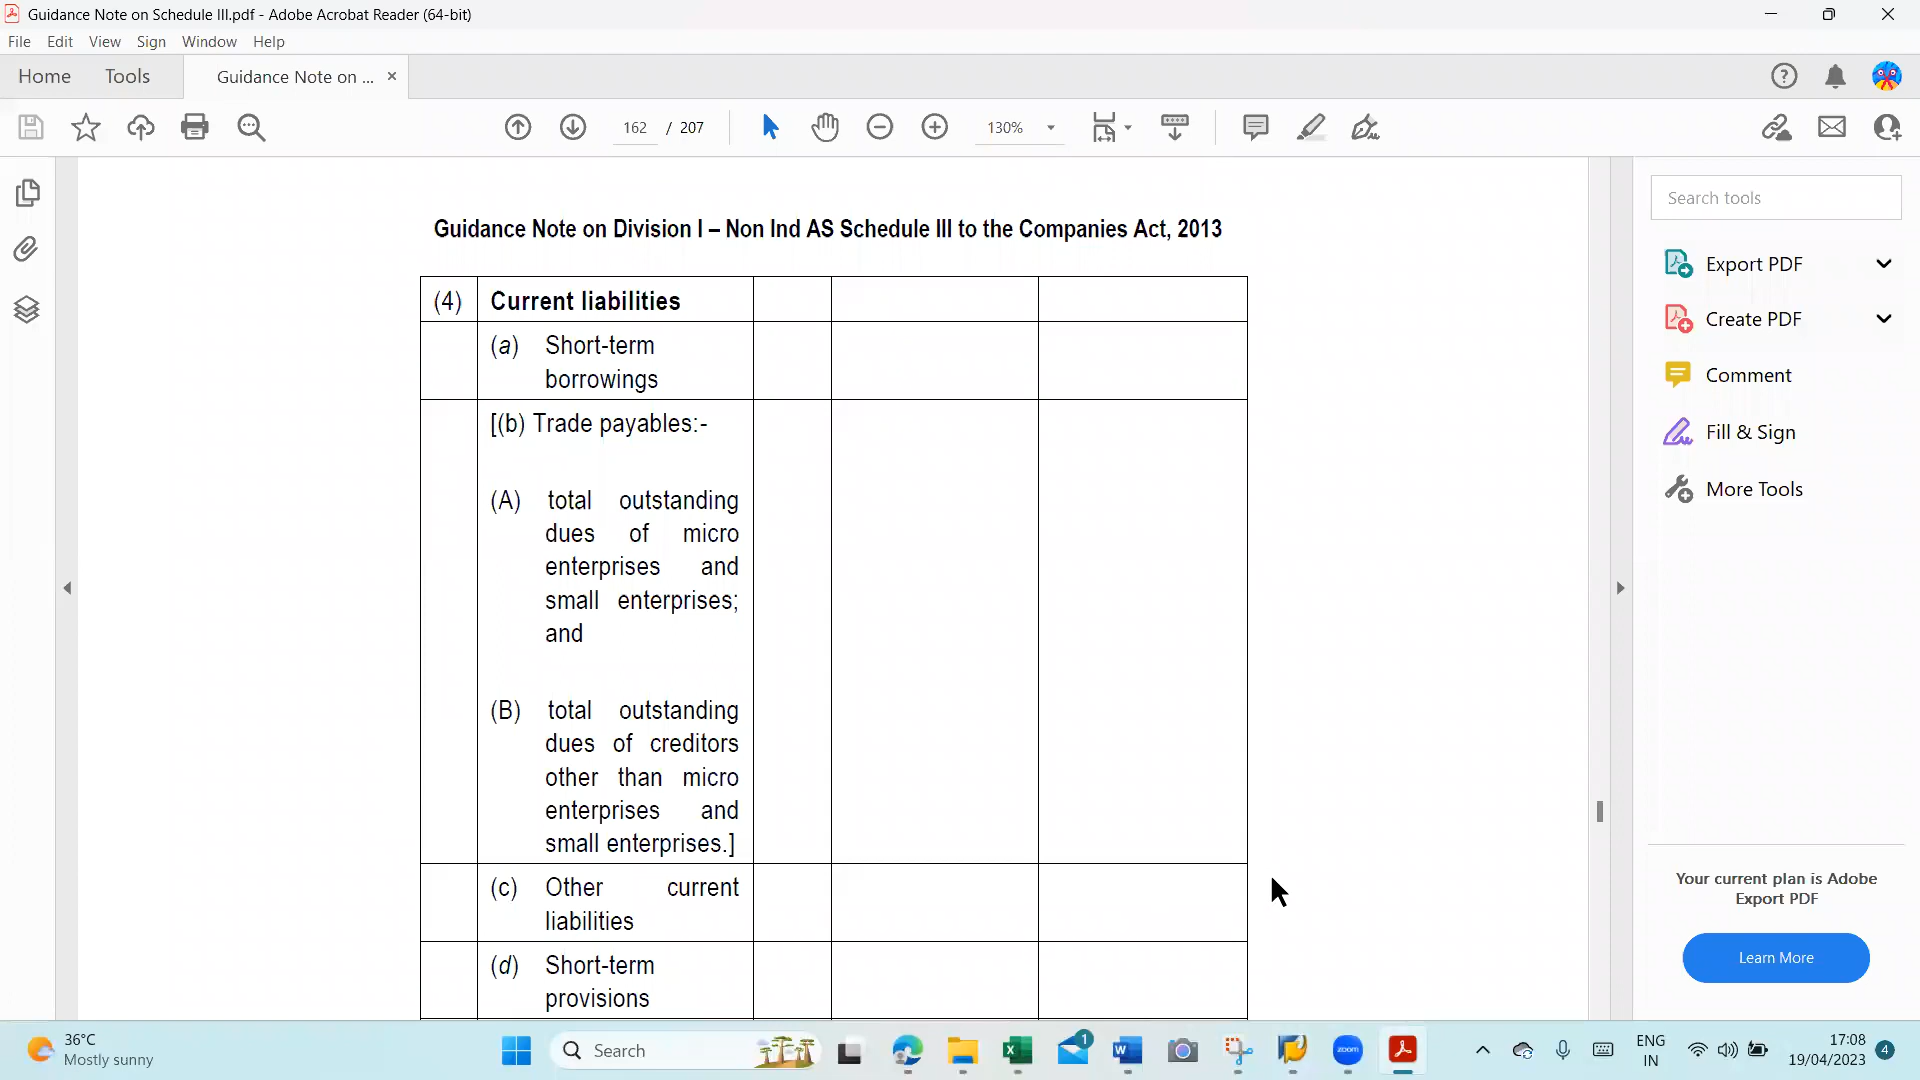 Guidance Note on Schedule III.pdf - Adobe Acrobat Reader (64-bit)
File Edit View Sign Window Help
Home Tools Guidance Note on ... ×
162 / 207 130%
Search tools
Export PDF
Create PDF
Comment
Fill & Sign
More Tools
Your current plan is Adobe
Export PDF
Learn More
Guidance Note on Division I – Non Ind AS Schedule III to the Companies Act, 2013
(4) Current liabilities
(a) Short-term
borrowings
[(b) Trade payables:-
(A) total outstanding
dues of micro
enterprises and
small enterprises;
and
(B) total outstanding
dues of creditors
other than micro
enterprises and
small enterprises.]
(c) Other current
liabilities
(d) Short-term
provisions
36°C
Mostly sunny
Search
1
zoom
ENG
IN
17:08
19/04/2023
4